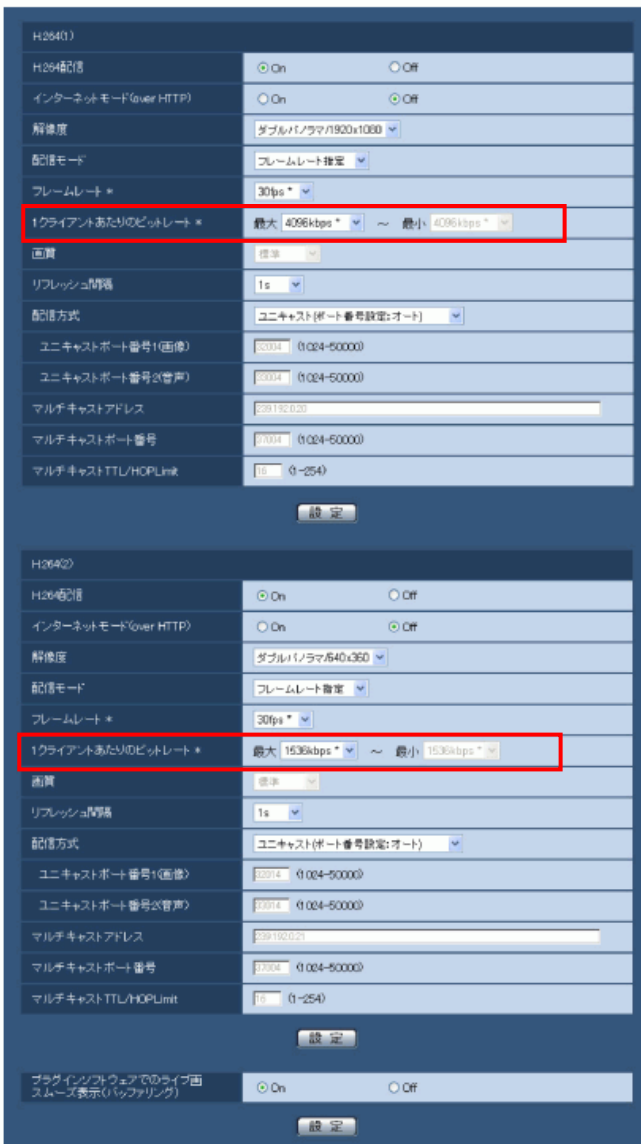 H.264(1)
H.264配信 On Off
インターネットモード(over HTTP) On Off
解像度 ダブルパノラマ/1920x1080
配信モード フレームレート指定
フレームレート * 30fps *
1クライアントあたりのビットレート * 最大 4096kbps * ～ 最小 4096kbps *
画質 標準
リフレッシュ間隔 1s
配信方式 ユニキャスト(ポート番号設定:オート)
ユニキャストポート番号1(画像) 32004 (1024-50000)
ユニキャストポート番号2(音声) 33004 (1024-50000)
マルチキャストアドレス 239.192.0.20
マルチキャストポート番号 37004 (1024-50000)
マルチキャストTTL/HOPLimit 16 (1-254)
設定
H.264(2)
H.264配信 On Off
インターネットモード(over HTTP) On Off
解像度 ダブルパノラマ/640x360
配信モード フレームレート指定
フレームレート * 30fps *
1クライアントあたりのビットレート * 最大 1536kbps * ～ 最小 1536kbps *
画質 標準
リフレッシュ間隔 1s
配信方式 ユニキャスト(ポート番号設定:オート)
ユニキャストポート番号1(画像) 32014 (1024-50000)
ユニキャストポート番号2(音声) 33014 (1024-50000)
マルチキャストアドレス 239.192.0.21
マルチキャストポート番号 37004 (1024-50000)
マルチキャストTTL/HOPLimit 16 (1-254)
設定
プラグインソフトウェアでのライブ画
スムーズ表示(バッファリング) On Off
設定